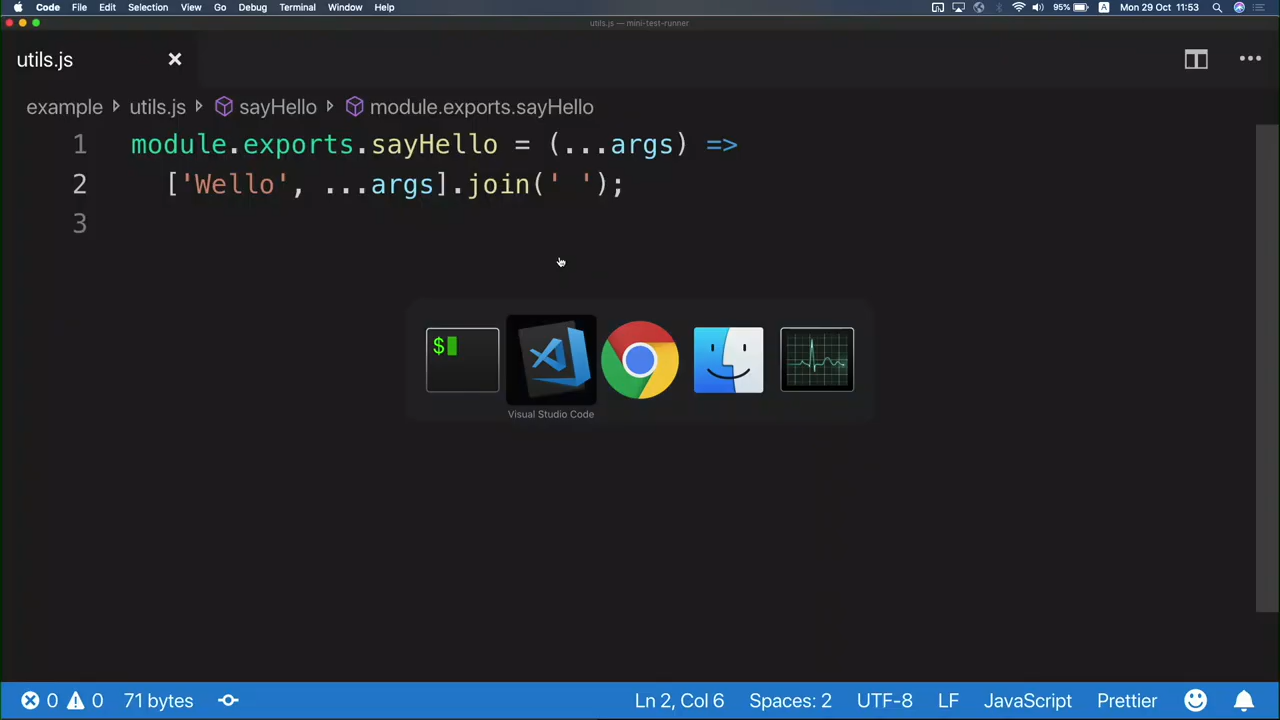 Code File Edit Selection View Go Debug Terminal Window Help 95% A Mon 29 Oct 11:53
utils.js — mini-test-runner
utils.js
example utils.js sayHello module.exports.sayHello
1 module.exports.sayHello = (...args) =>
2 ['Wello', ...args].join(' ');
3
$
Visual Studio Code
0 0 71 bytes Ln 2, Col 6 Spaces: 2 UTF-8 LF JavaScript Prettier